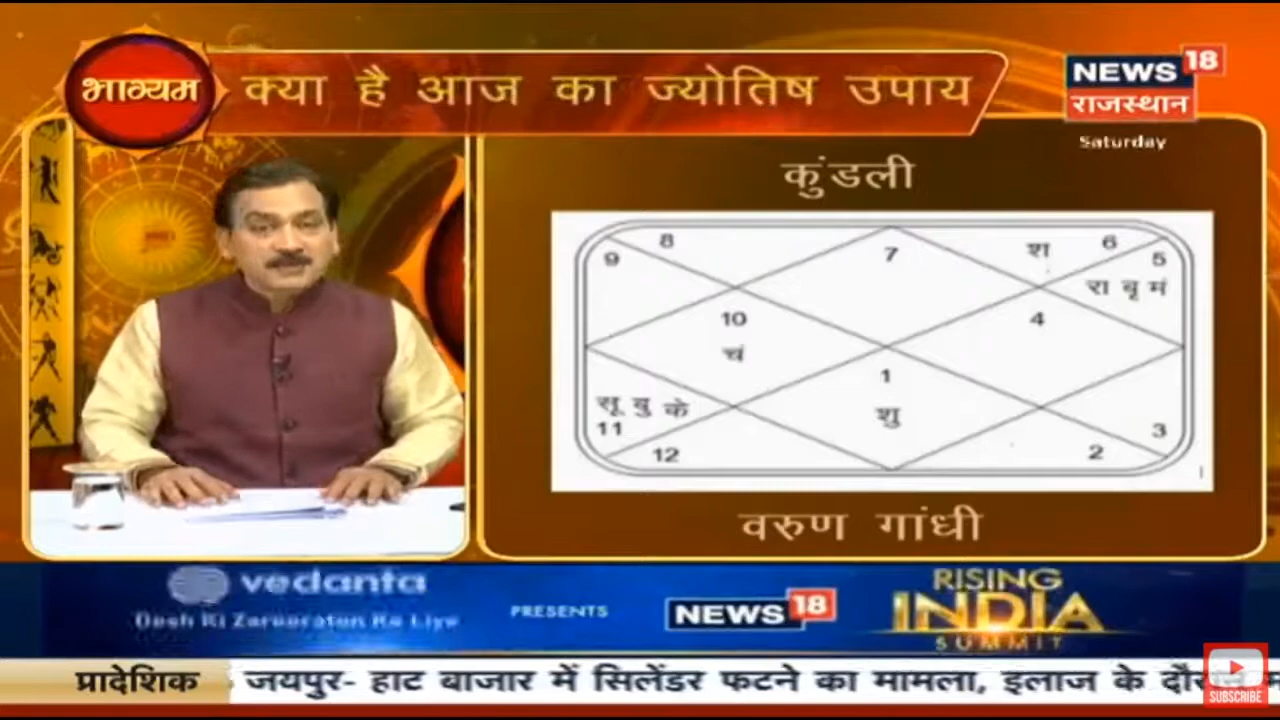 भाग्यम
क्या है आज का ज्योतिष उपाय
NEWS 18
राजस्थान
Saturday
कुंडली
8
9
7
श
6
5
रा बृ मं
10
चं
4
1
शु
सू बु के
11
12
3
2
वरुण गांधी
vedanta
Desh Ki Zarooraton Ke Liye
PRESENTS
NEWS 18
RISING
INDIA
SUMMIT
प्रादेशिक
जयपुर- हाट बाजार में सिलेंडर फटने का मामला, इलाज के
SUBSCRIBE